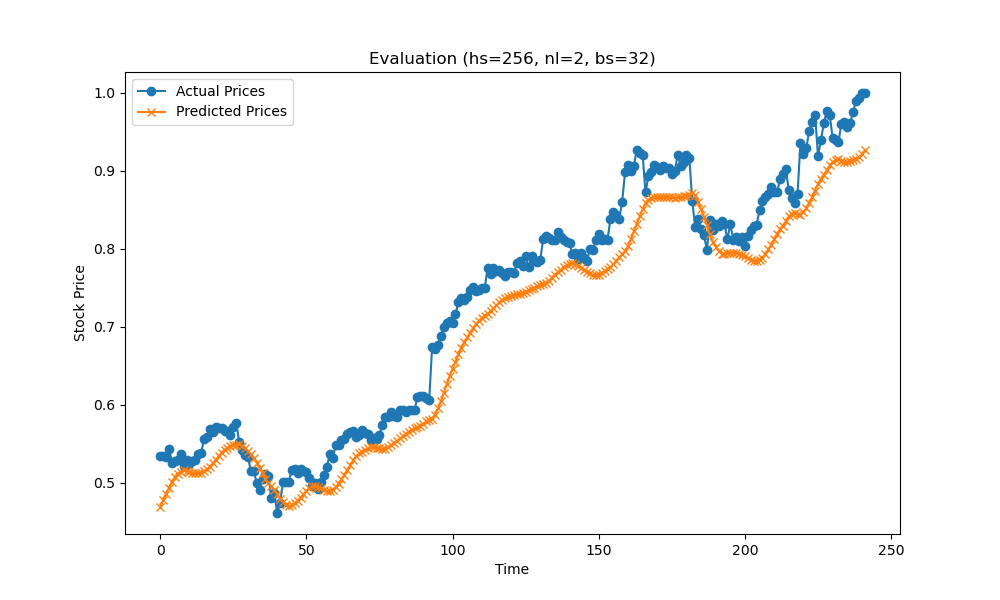 Evaluation (hs=256, nl=2, bs=32)
Actual Prices
Predicted Prices
Stock Price
1.0
0.9
0.8
0.7
0.6
0.5
0 50 100 150 200 250
Time